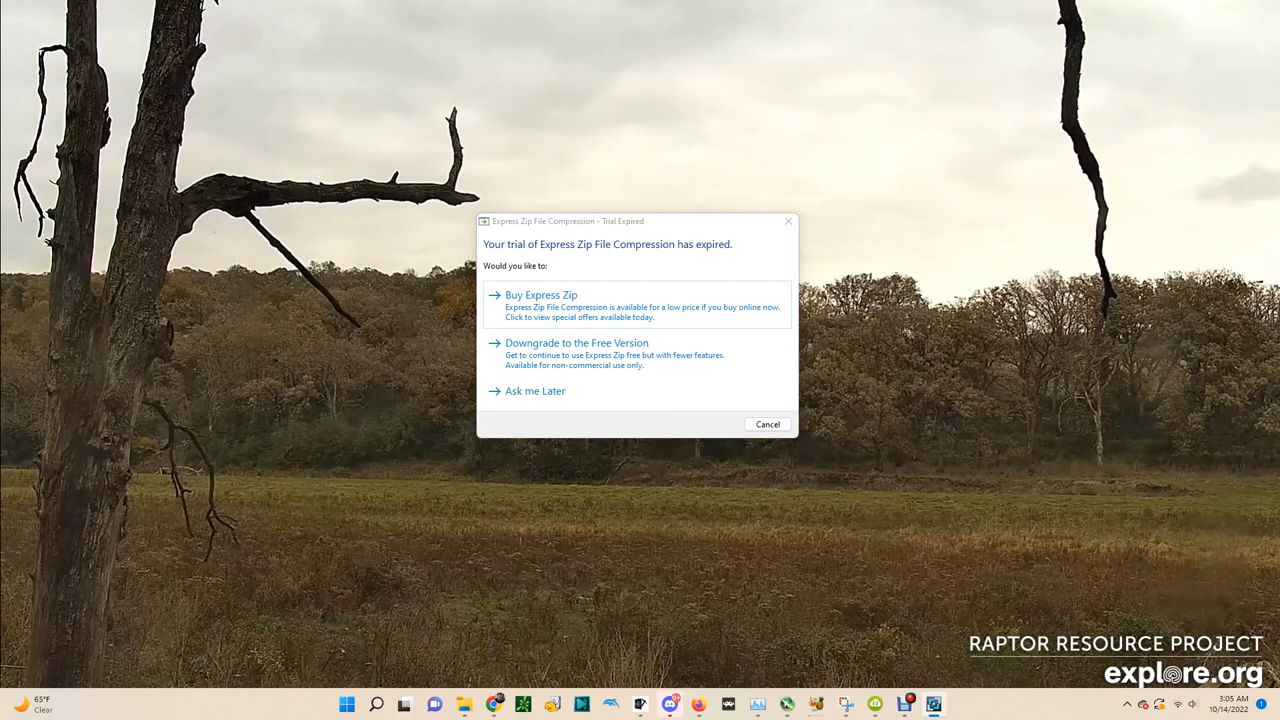 Express Zip File Compression - Trial Expired
Your trial of Express Zip File Compression has expired.
Would you like to:
Buy Express Zip
Express Zip File Compression is available for a low price if you buy online now.
Click to view special offers available today.
Downgrade to the Free Version
Get to continue to use Express Zip free but with fewer features.
Available for non-commercial use only.
Ask me Later
Cancel
RAPTOR RESOURCE PROJECT
explore.org
65°F
Clear
9+
3:05 AM
10/14/2022
1